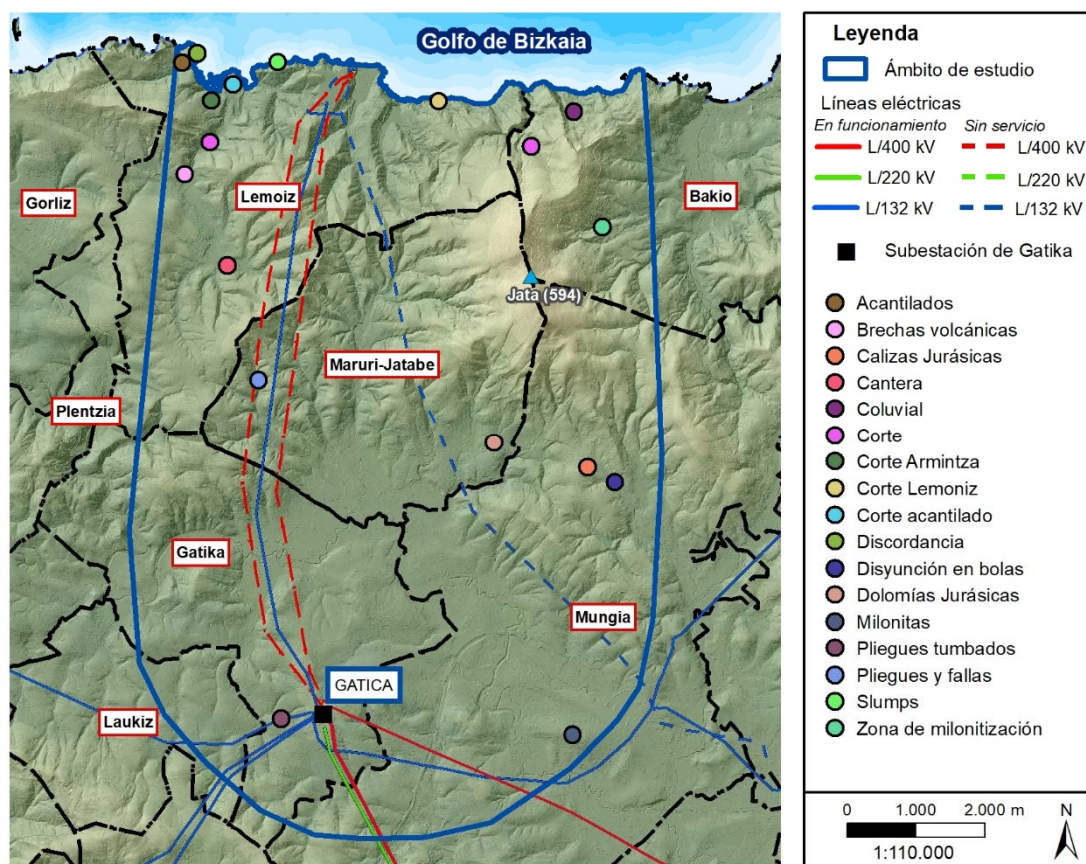 Golfo de Bizkaia
Gorliz
Lemoiz
Bakio
Jata (594)
Maruri-Jatabe
Plentzia
Gatika
Mungia
GATICA
Laukiz
Leyenda
Ámbito de estudio
Líneas eléctricas
En funcionamiento Sin servicio
L/400 kV L/400 kV
L/220 kV L/220 kV
L/132 kV L/132 kV
Subestación de Gatika
Acantilados
Brechas volcánicas
Calizas Jurásicas
Cantera
Coluvial
Corte
Corte Armintza
Corte Lemoniz
Corte acantilado
Discordancia
Disyunción en bolas
Dolomías Jurásicas
Milonitas
Pliegues tumbados
Pliegues y fallas
Slumps
Zona de milonitización
0 1.000 2.000 m
1:110.000
N